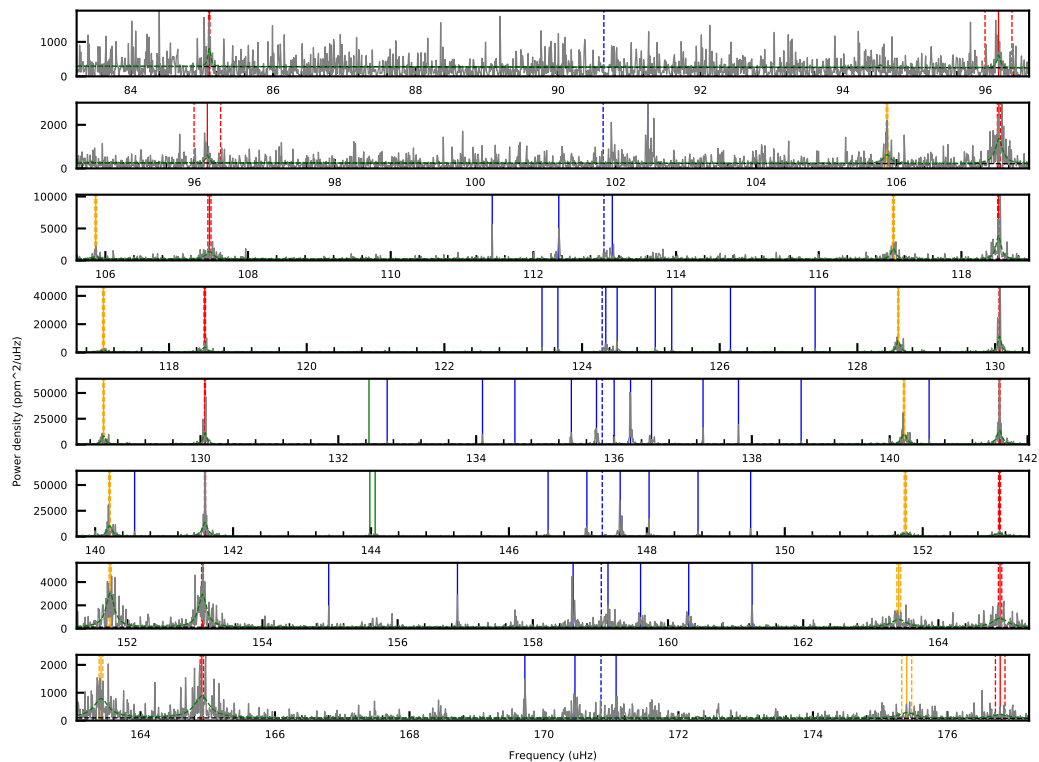 1000
0
84 86 88 90 92 94 96
2000
0
96 98 100 102 104 106
10000
5000
0
106 108 110 112 114 116 118
40000
20000
0
118 120 122 124 126 128 130
50000
25000
0
130 132 134 136 138 140 142
50000
25000
0
140 142 144 146 148 150 152
4000
2000
0
152 154 156 158 160 162 164
2000
1000
0
164 166 168 170 172 174 176
Power density (ppm^2/uHz)
Frequency (uHz)